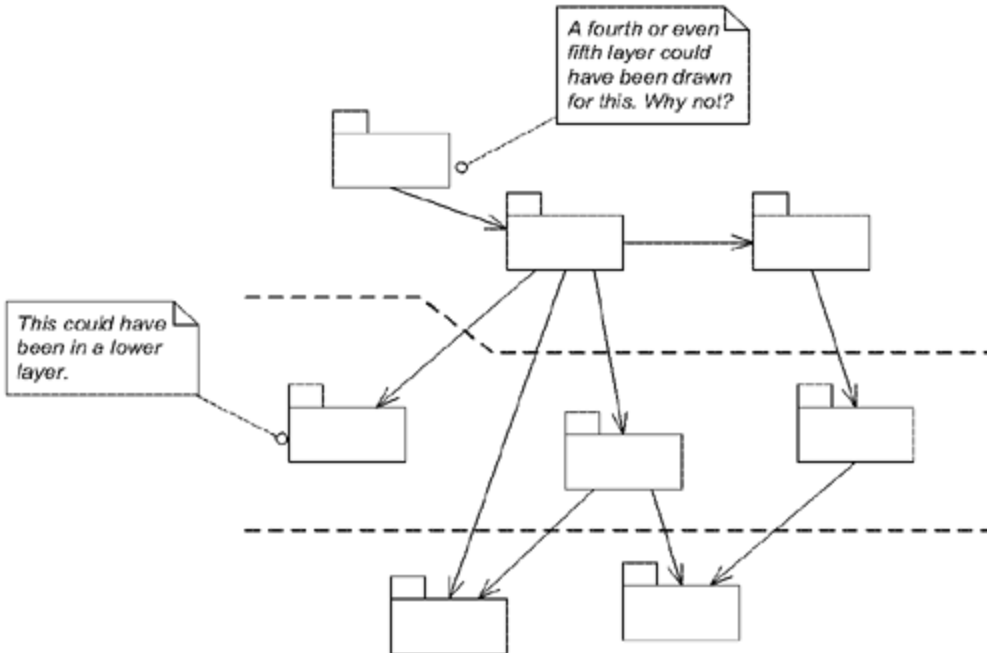 A fourth or even
fifth layer could
have been drawn
for this. Why not?
This could have
been in a lower
layer.